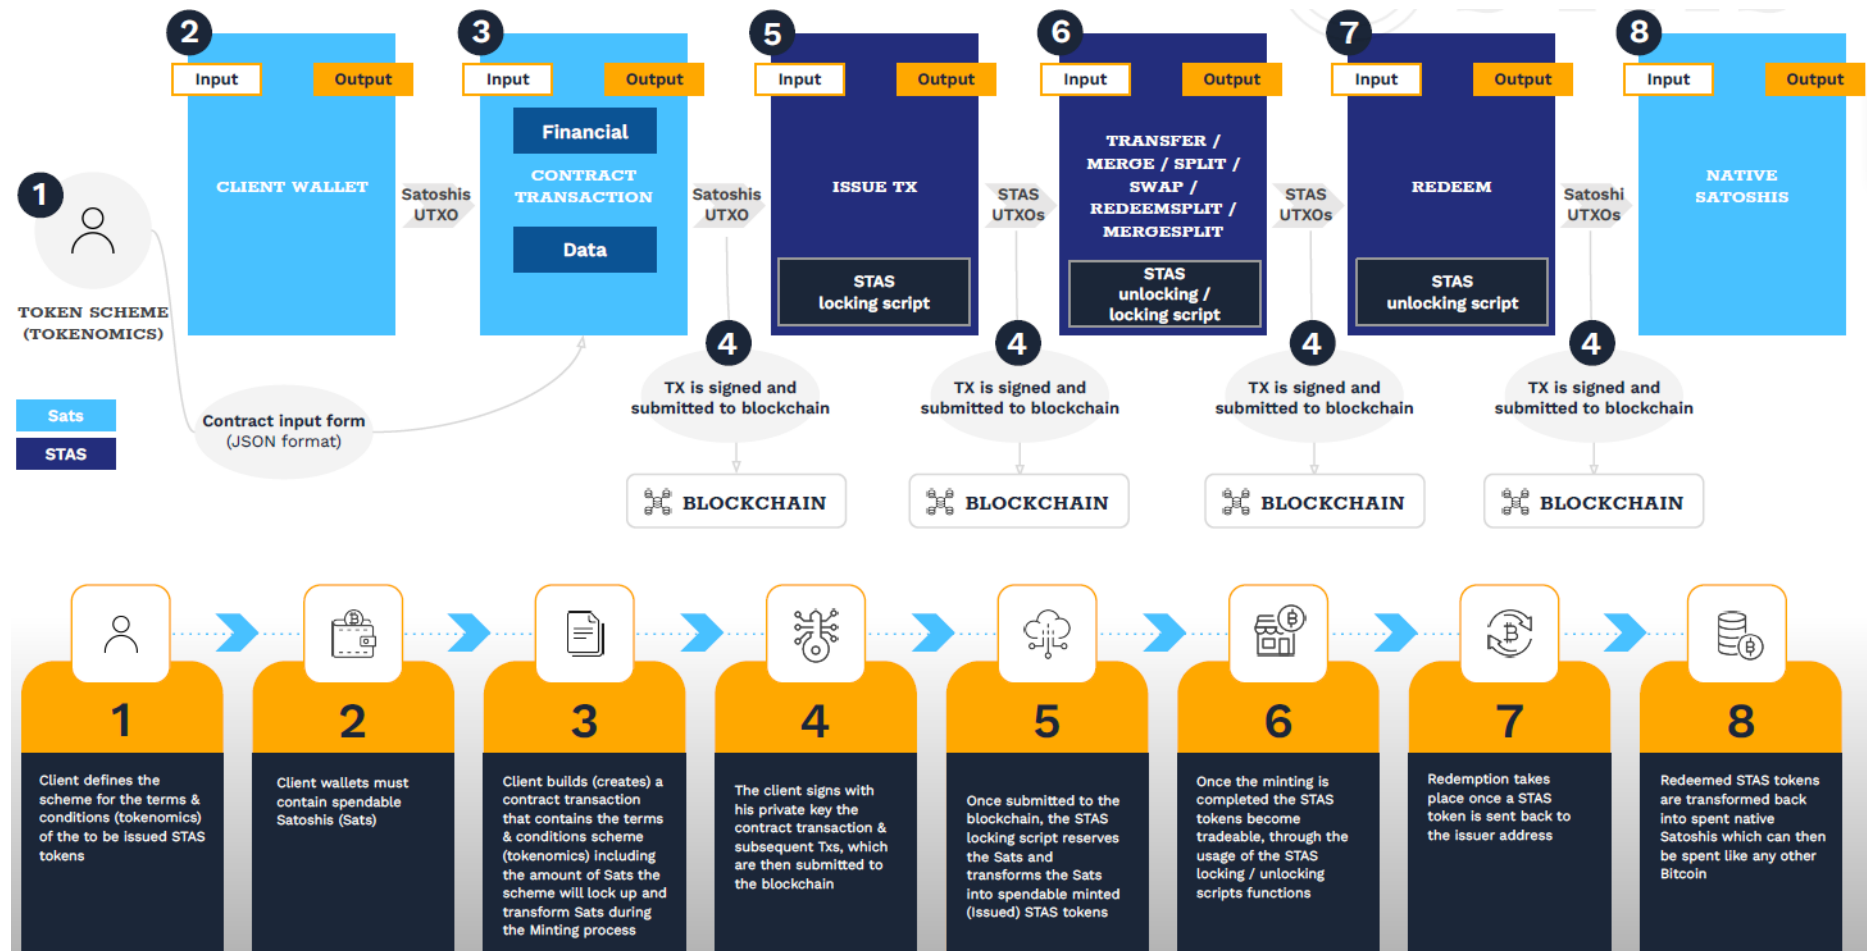 2
Input
Output
CLIENT WALLET
3
Input
Output
Financial
CONTRACT
TRANSACTION
Data
5
Input
Output
ISSUE TX
STAS
locking script
6
Input
Output
TRANSFER /
MERGE / SPLIT /
SWAP /
REDEEMSPLIT /
MERGESPLIT
STAS
unlocking /
locking script
7
Input
Output
REDEEM
STAS
unlocking script
8
Input
Output
NATIVE
SATOSHIS
1
TOKEN SCHEME
(TOKENOMICS)
Satoshis
UTXO
Satoshis
UTXO
STAS
UTXOs
STAS
UTXOs
Satoshi
UTXOs
Sats
STAS
Contract input form
(JSON format)
4
TX is signed and
submitted to blockchain
BLOCKCHAIN
4
TX is signed and
submitted to blockchain
BLOCKCHAIN
4
TX is signed and
submitted to blockchain
BLOCKCHAIN
4
TX is signed and
submitted to blockchain
BLOCKCHAIN
1
Client defines the
scheme for the terms &
conditions (tokenomics)
of the to be issued STAS
tokens
2
Client wallets must
contain spendable
Satoshis (Sats)
3
Client builds (creates) a
contract transaction
that contains the terms
& conditions scheme
(tokenomics) including
the amount of Sats the
scheme will lock up and
transform Sats during
the Minting process
4
The client signs with
his private key the
contract transaction &
subsequent Txs, which
are then submitted to
the blockchain
5
Once submitted to the
blockchain, the STAS
locking script reserves
the Sats and
transforms the Sats
into spendable minted
(Issued) STAS tokens
6
Once the minting is
completed the STAS
tokens become
tradeable, through the
usage of the STAS
locking / unlocking
scripts functions
7
Redemption takes
place once a STAS
token is sent back to
the issuer address
8
Redeemed STAS tokens
are transformed back
into spent native
Satoshis which can then
be spent like any other
Bitcoin